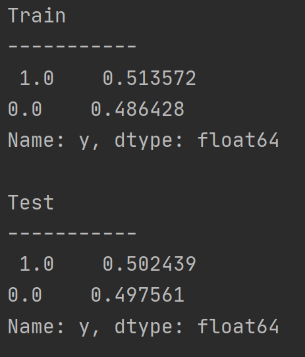 Train
-----------
 1.0    0.513572
0.0    0.486428
Name: y, dtype: float64

Test
-----------
 1.0    0.502439
0.0    0.497561
Name: y, dtype: float64